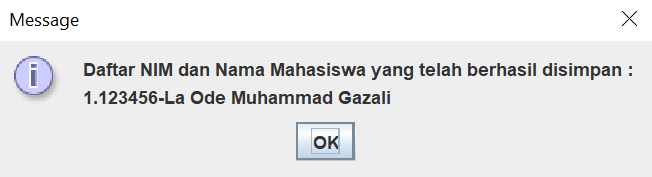 Message
Daftar NIM dan Nama Mahasiswa yang telah berhasil disimpan :
1.123456-La Ode Muhammad Gazali
OK